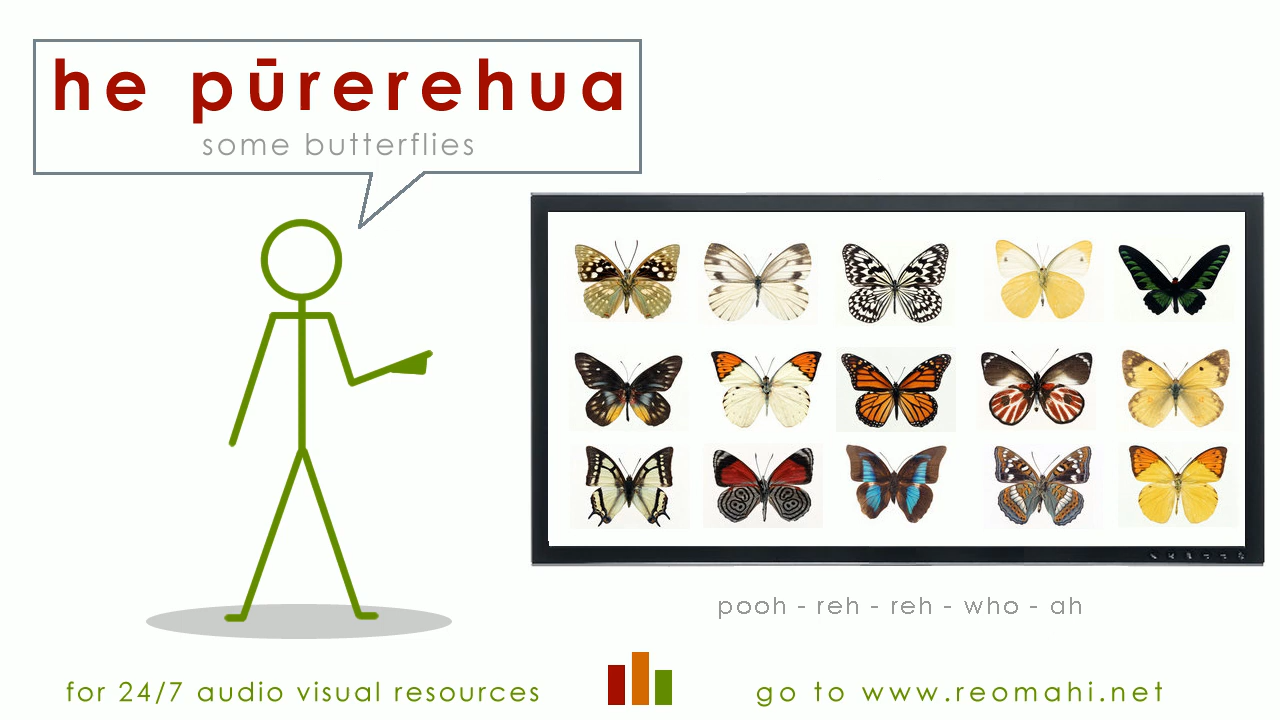 he pūrerehua
some butterflies
pooh - reh - reh - who - ah
for 24/7 audio visual resources
go to www.reomahi.net